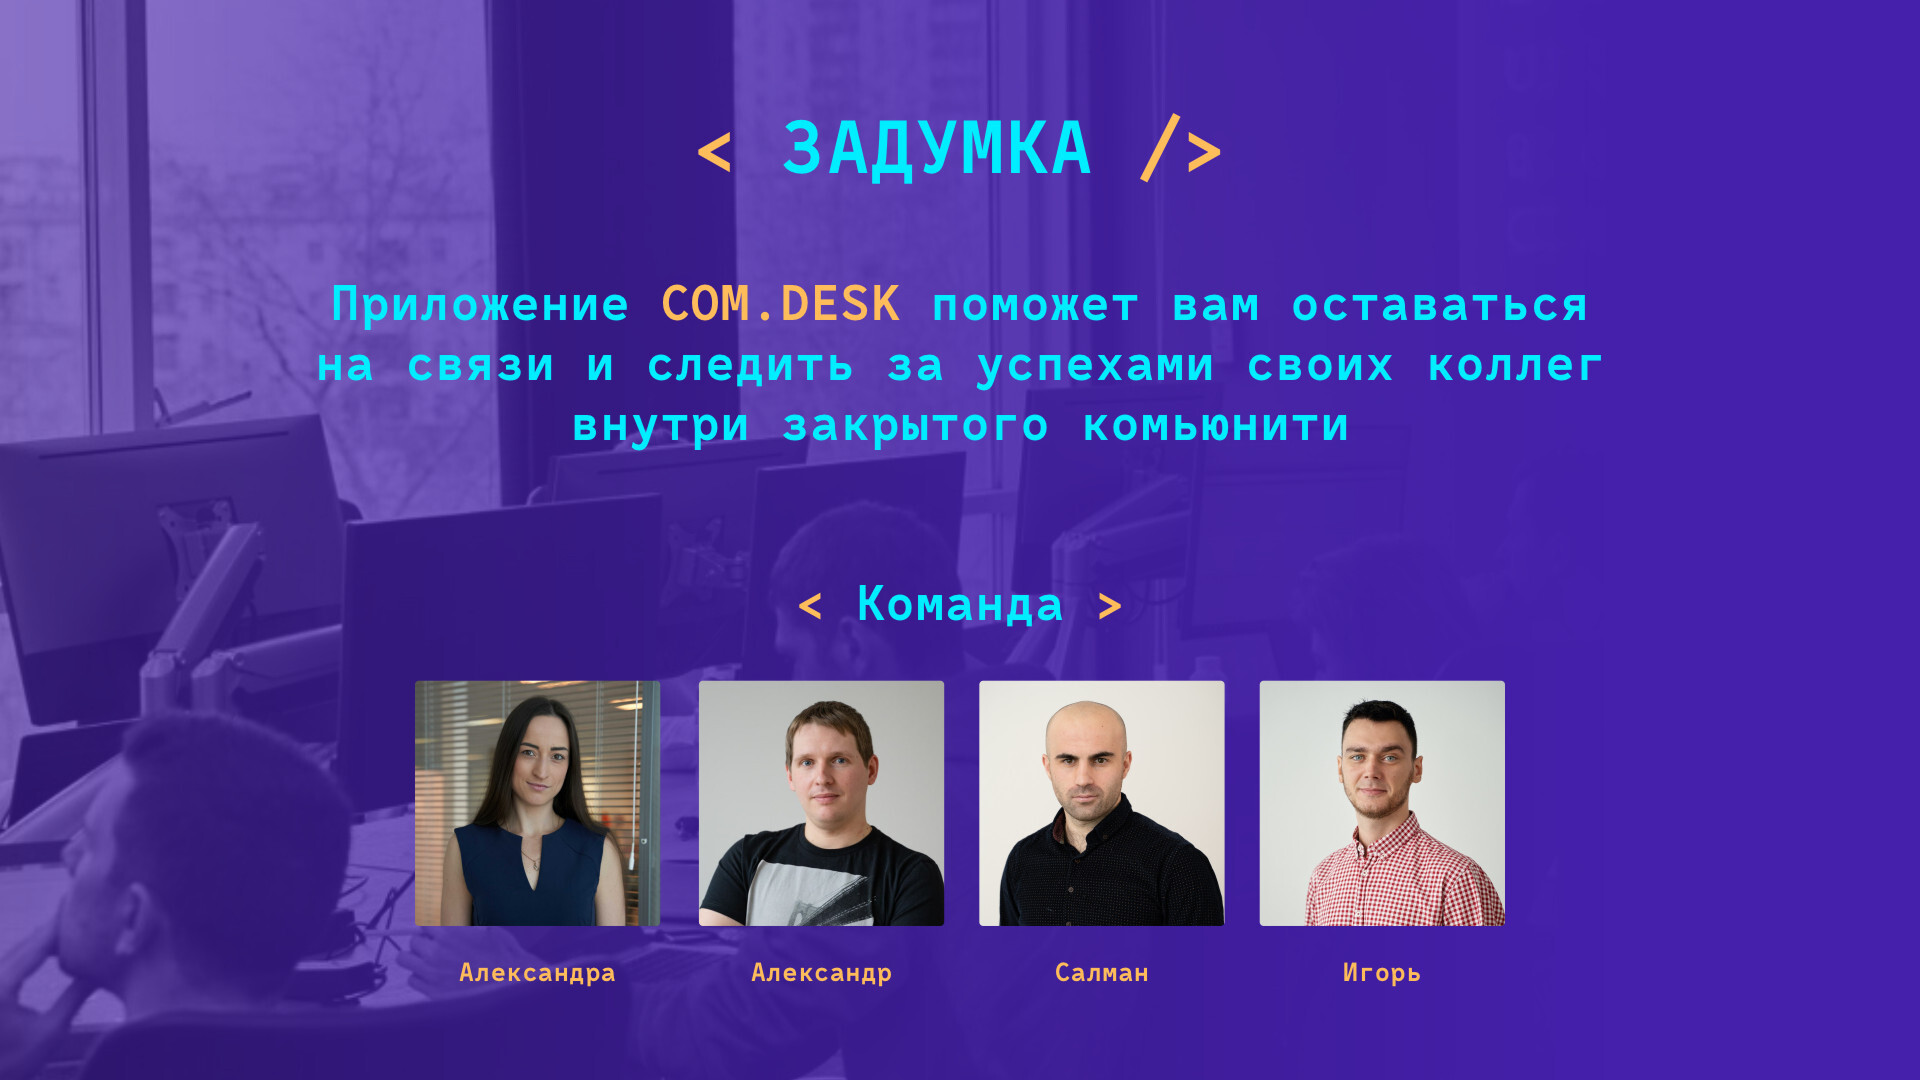 < ЗАДУМКА />
Приложение COM.DESK поможет вам оставаться
на связи и следить за успехами своих коллег
внутри закрытого комьюнити
< Команда >
Александра
Александр
Салман
Игорь